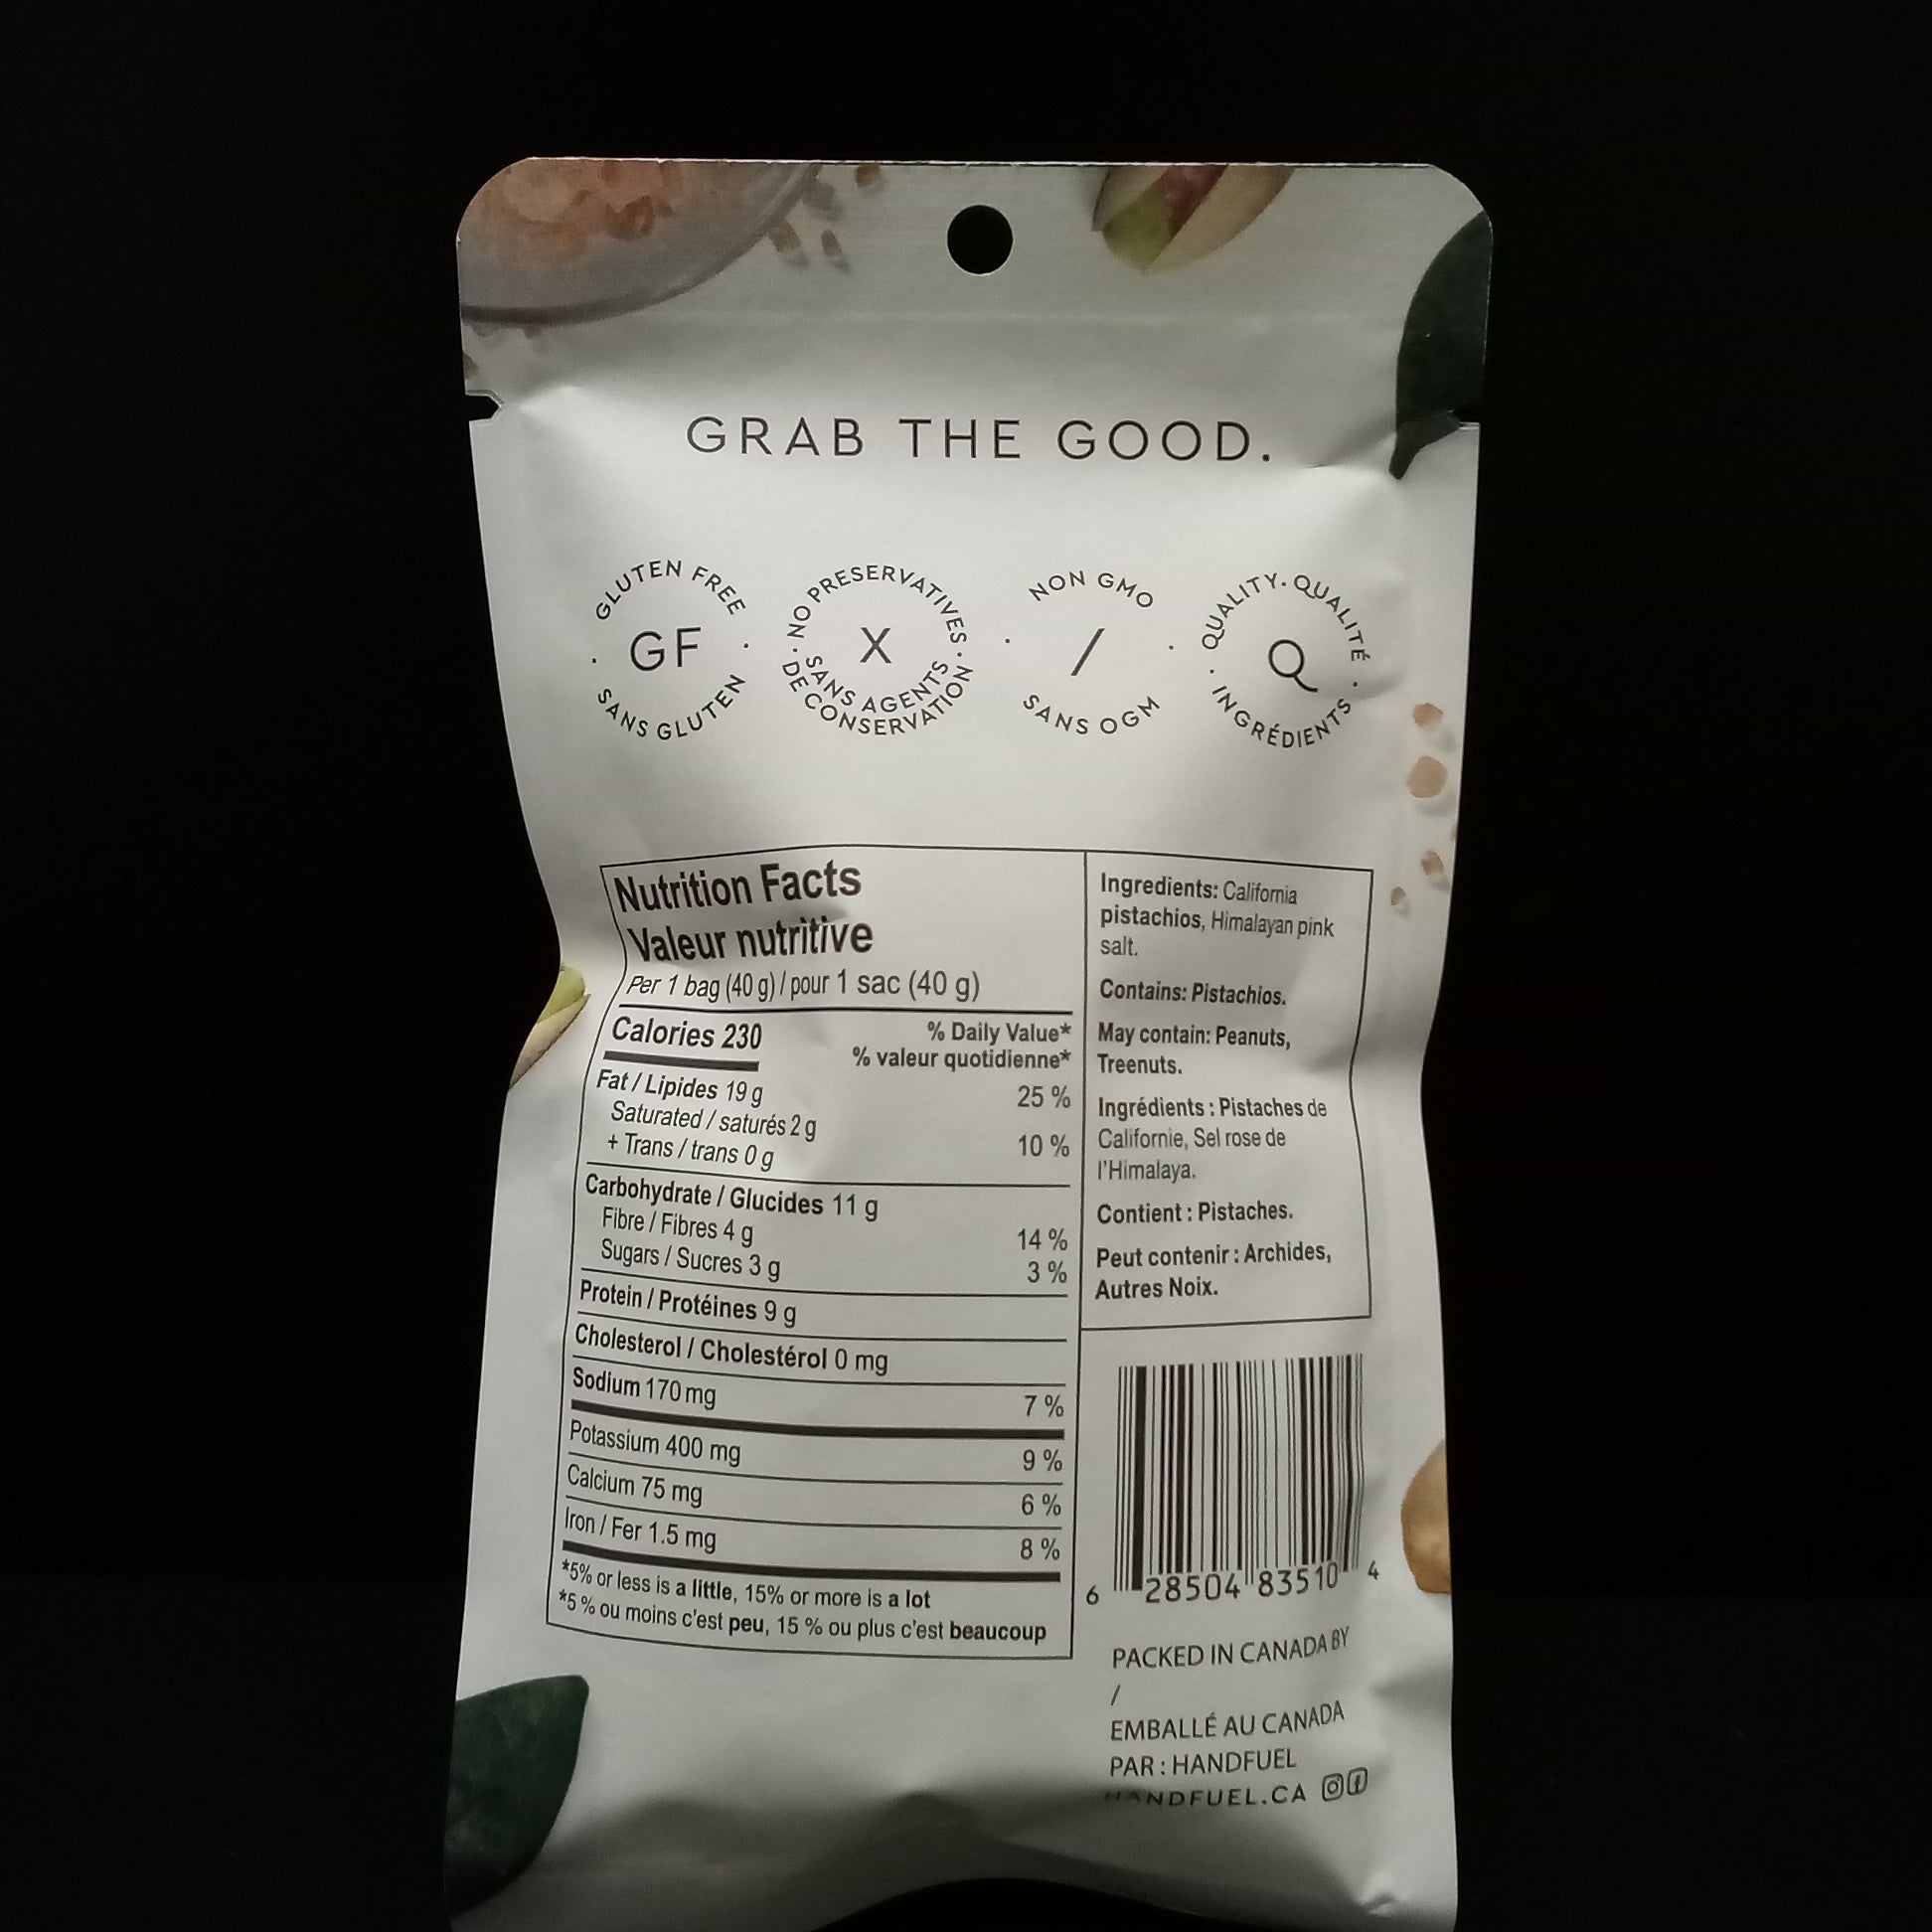 GRAB THE GOOD.
GLUTEN FREE
GF
SANS GLUTEN
NO PRESERVATIVES
X
SANS AGENTS
DE CONSERVATION
NON GMO
/
SANS OGM
QUALITY · QUALITÉ
Q
INGRÉDIENTS
Nutrition Facts
Valeur nutritive
Per 1 bag (40 g) / pour 1 sac (40 g)
Calories 230
% Daily Value*
% valeur quotidienne*
Fat / Lipides 19 g 25 %
Saturated / saturés 2 g
+ Trans / trans 0 g 10 %
Carbohydrate / Glucides 11 g
Fibre / Fibres 4 g 14 %
Sugars / Sucres 3 g 3 %
Protein / Protéines 9 g
Cholesterol / Cholestérol 0 mg
Sodium 170 mg 7 %
Potassium 400 mg 9 %
Calcium 75 mg 6 %
Iron / Fer 1.5 mg 8 %
*5% or less is a little, 15% or more is a lot
*5 % ou moins c'est peu, 15 % ou plus c'est beaucoup
Ingredients: California
pistachios, Himalayan pink
salt.
Contains: Pistachios.
May contain: Peanuts,
Treenuts.
Ingrédients : Pistaches de
Californie, Sel rose de
l'Himalaya.
Contient : Pistaches.
Peut contenir : Archides,
Autres Noix.
6 28504 83510 4
PACKED IN CANADA BY
/
EMBALLÉ AU CANADA
PAR : HANDFUEL
HANDFUEL.CA